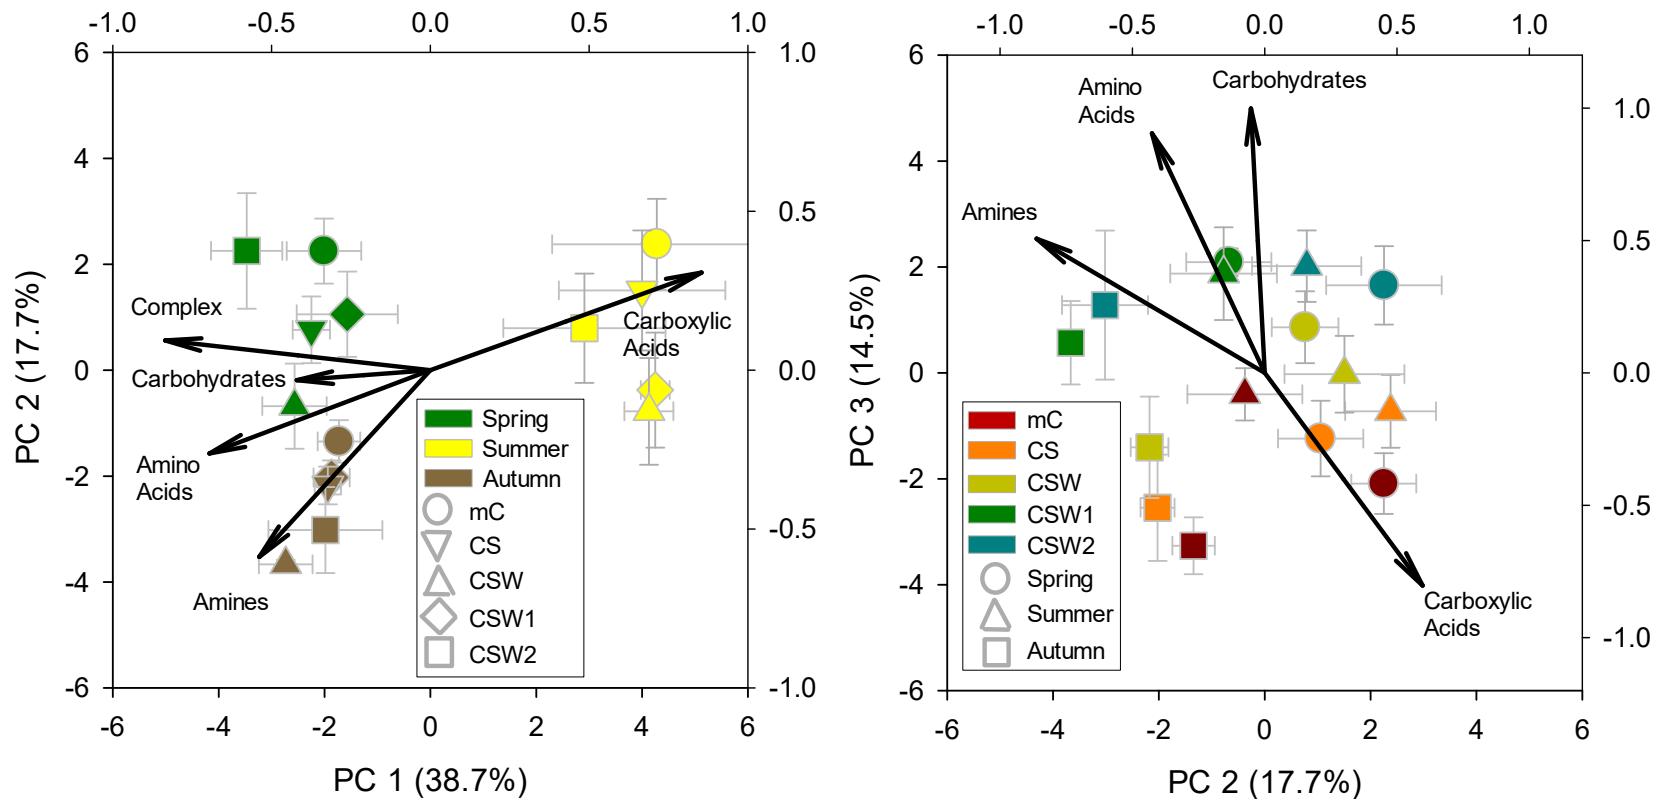 -1.0 -0.5 0.0 0.5 1.0
6 1.0
4
0.5
2
Complex
Carboxylic
Acids
0 0.0
Carbohydrates
Spring
Summer
Autumn
mC
CS
CSW
CSW1
CSW2
Amino
Acids
-2
-0.5
-4
Amines
-6 -1.0
-6 -4 -2 0 2 4 6
PC 1 (38.7%)
PC 2 (17.7%)
-1.0 -0.5 0.0 0.5 1.0
6
Amino
Acids
Carbohydrates
1.0
4
Amines
0.5
2
0 0.0
mC
CS
CSW
CSW1
CSW2
Spring
Summer
Autumn
-2
-0.5
-4
Carboxylic
Acids
-1.0
-6
-6 -4 -2 0 2 4 6
PC 2 (17.7%)
PC 3 (14.5%)